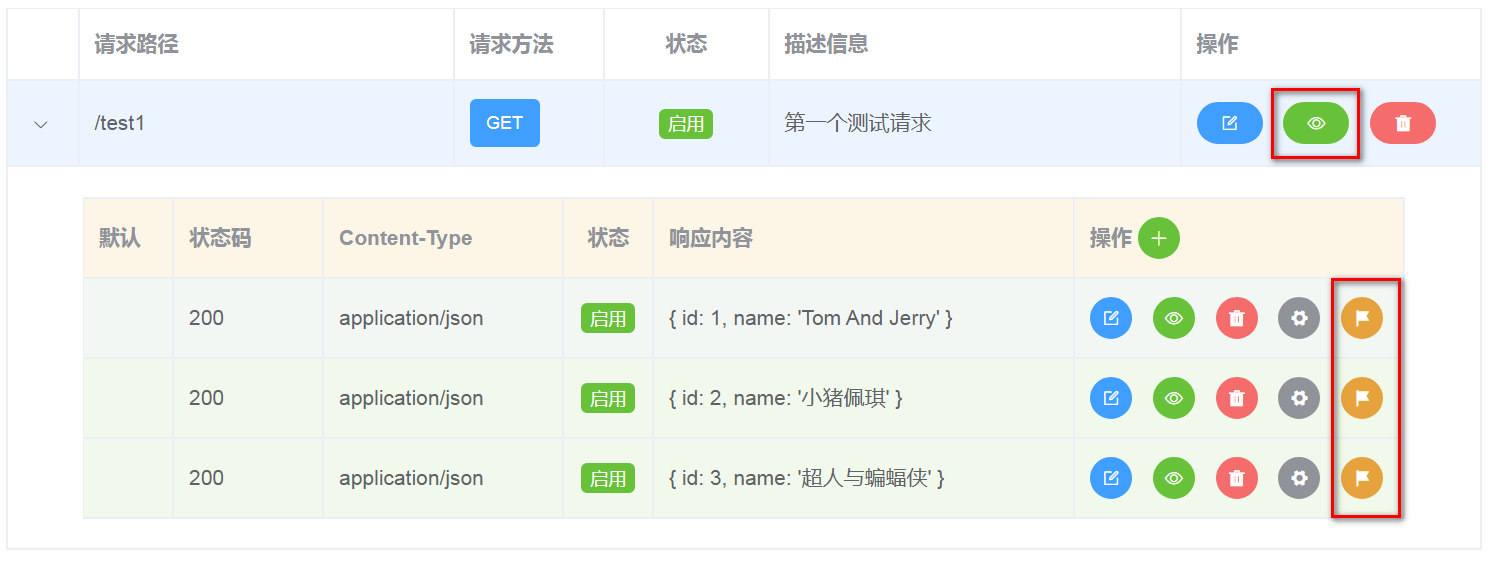 请求路径 请求方法 状态 描述信息 操作
/test1 GET 启用 第一个测试请求
默认 状态码 Content-Type 状态 响应内容 操作
200 application/json 启用 { id: 1, name: 'Tom And Jerry' }
200 application/json 启用 { id: 2, name: '小猪佩琪' }
200 application/json 启用 { id: 3, name: '超人与蝙蝠侠' }